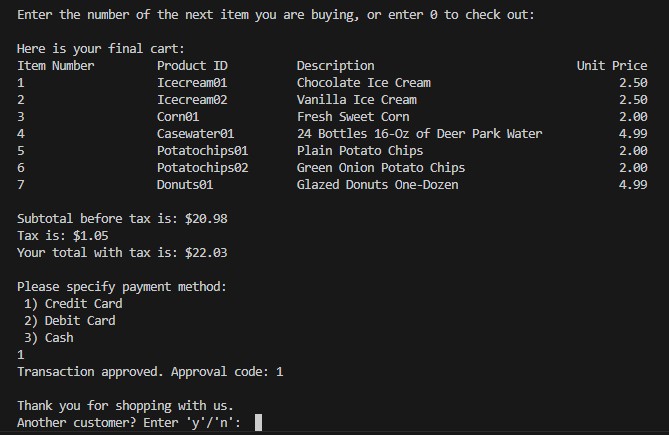 Enter the number of the next item you are buying, or enter 0 to check out:
Here is your final cart:
Item Number Product ID Description Unit Price
1 Icecream01 Chocolate Ice Cream 2.50
2 Icecream02 Vanilla Ice Cream 2.50
3 Corn01 Fresh Sweet Corn 2.00
4 Casewater01 24 Bottles 16-Oz of Deer Park Water 4.99
5 Potatochips01 Plain Potato Chips 2.00
6 Potatochips02 Green Onion Potato Chips 2.00
7 Donuts01 Glazed Donuts One-Dozen 4.99
Subtotal before tax is: $20.98
Tax is: $1.05
Your total with tax is: $22.03
Please specify payment method:
1) Credit Card
2) Debit Card
3) Cash
1
Transaction approved. Approval code: 1
Thank you for shopping with us.
Another customer? Enter 'y'/'n':